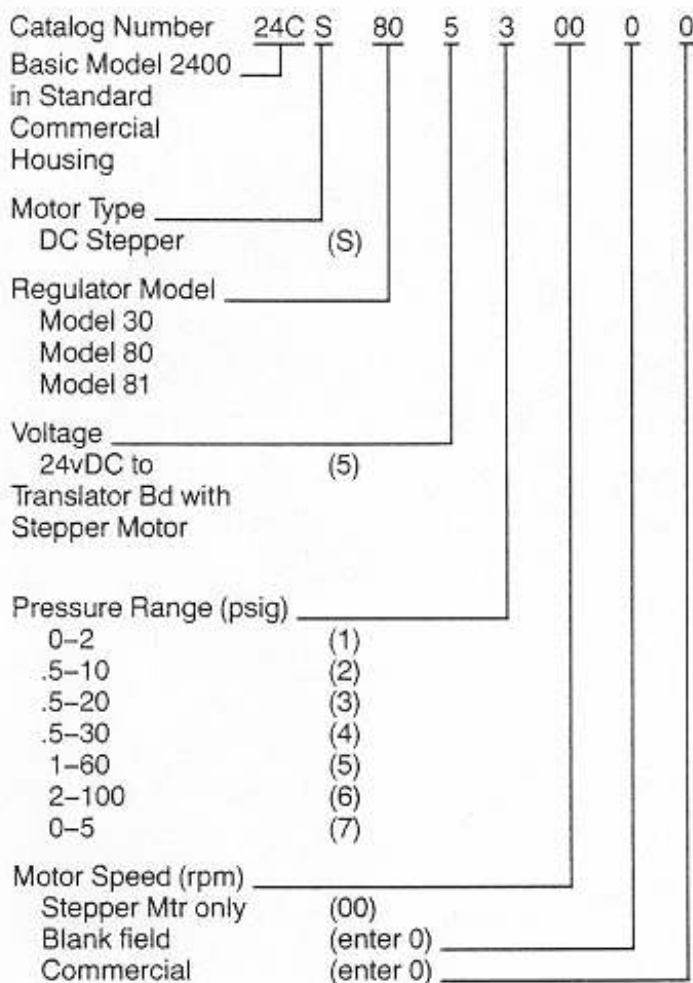 Catalog Number 24C S 80 5 3 00 0 0
Basic Model 2400
in Standard
Commercial
Housing
Motor Type
DC Stepper (S)
Regulator Model
Model 30
Model 80
Model 81
Voltage
24vDC to (5)
Translator Bd with
Stepper Motor
Pressure Range (psig)
0–2 (1)
.5–10 (2)
.5–20 (3)
.5–30 (4)
1–60 (5)
2–100 (6)
0–5 (7)
Motor Speed (rpm)
Stepper Mtr only (00)
Blank field (enter 0)
Commercial (enter 0)